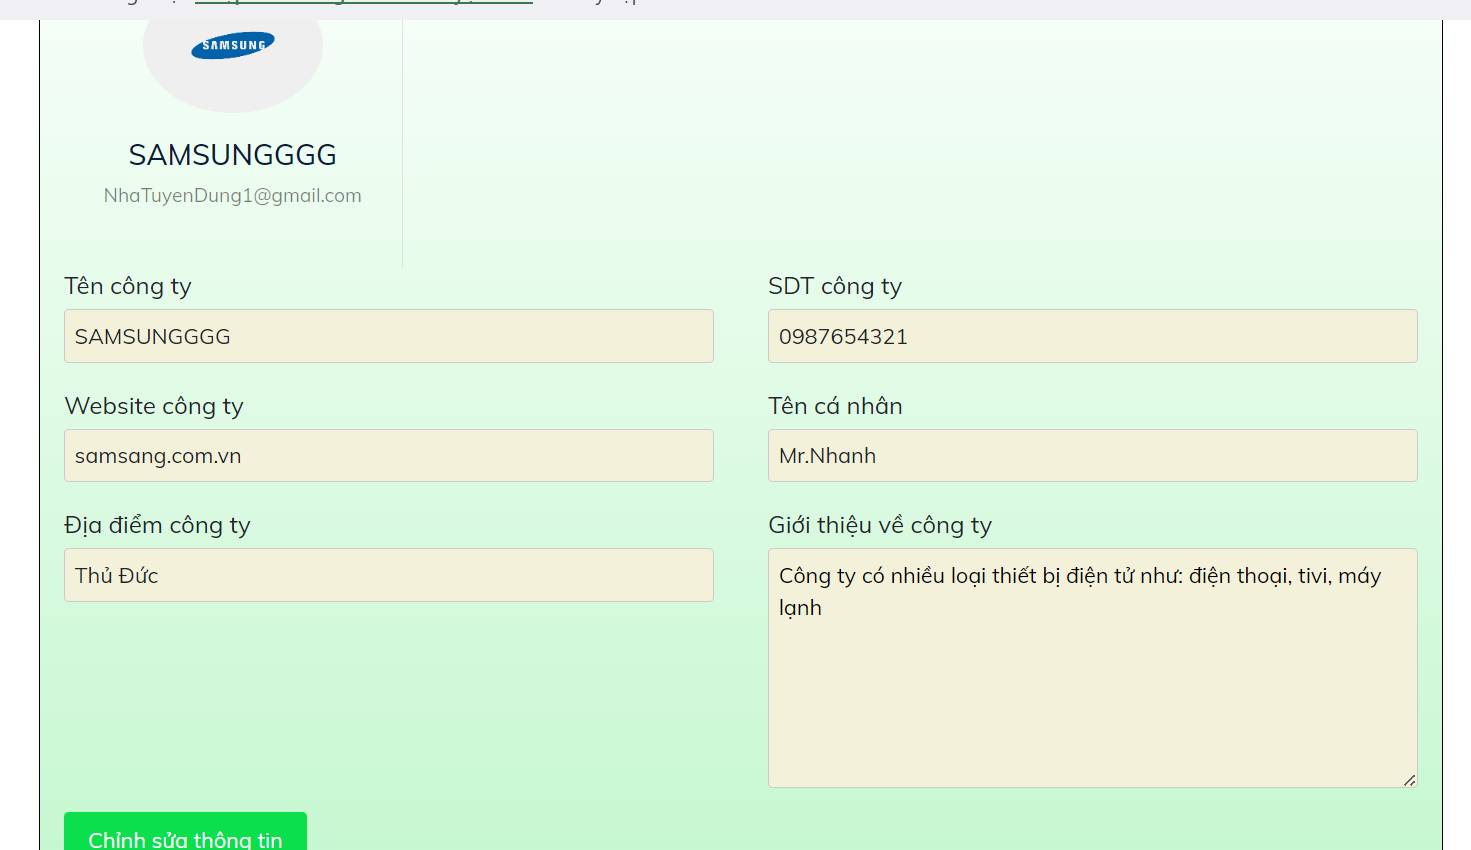 SAMSUNG
SAMSUNGGGG
NhaTuyenDung1@gmail.com
Tên công ty
SAMSUNGGGG
SDT công ty
0987654321
Website công ty
samsang.com.vn
Tên cá nhân
Mr.Nhanh
Địa điểm công ty
Thủ Đức
Giới thiệu về công ty
Công ty có nhiều loại thiết bị điện tử như: điện thoại, tivi, máy
lạnh
Chỉnh sửa thông tin